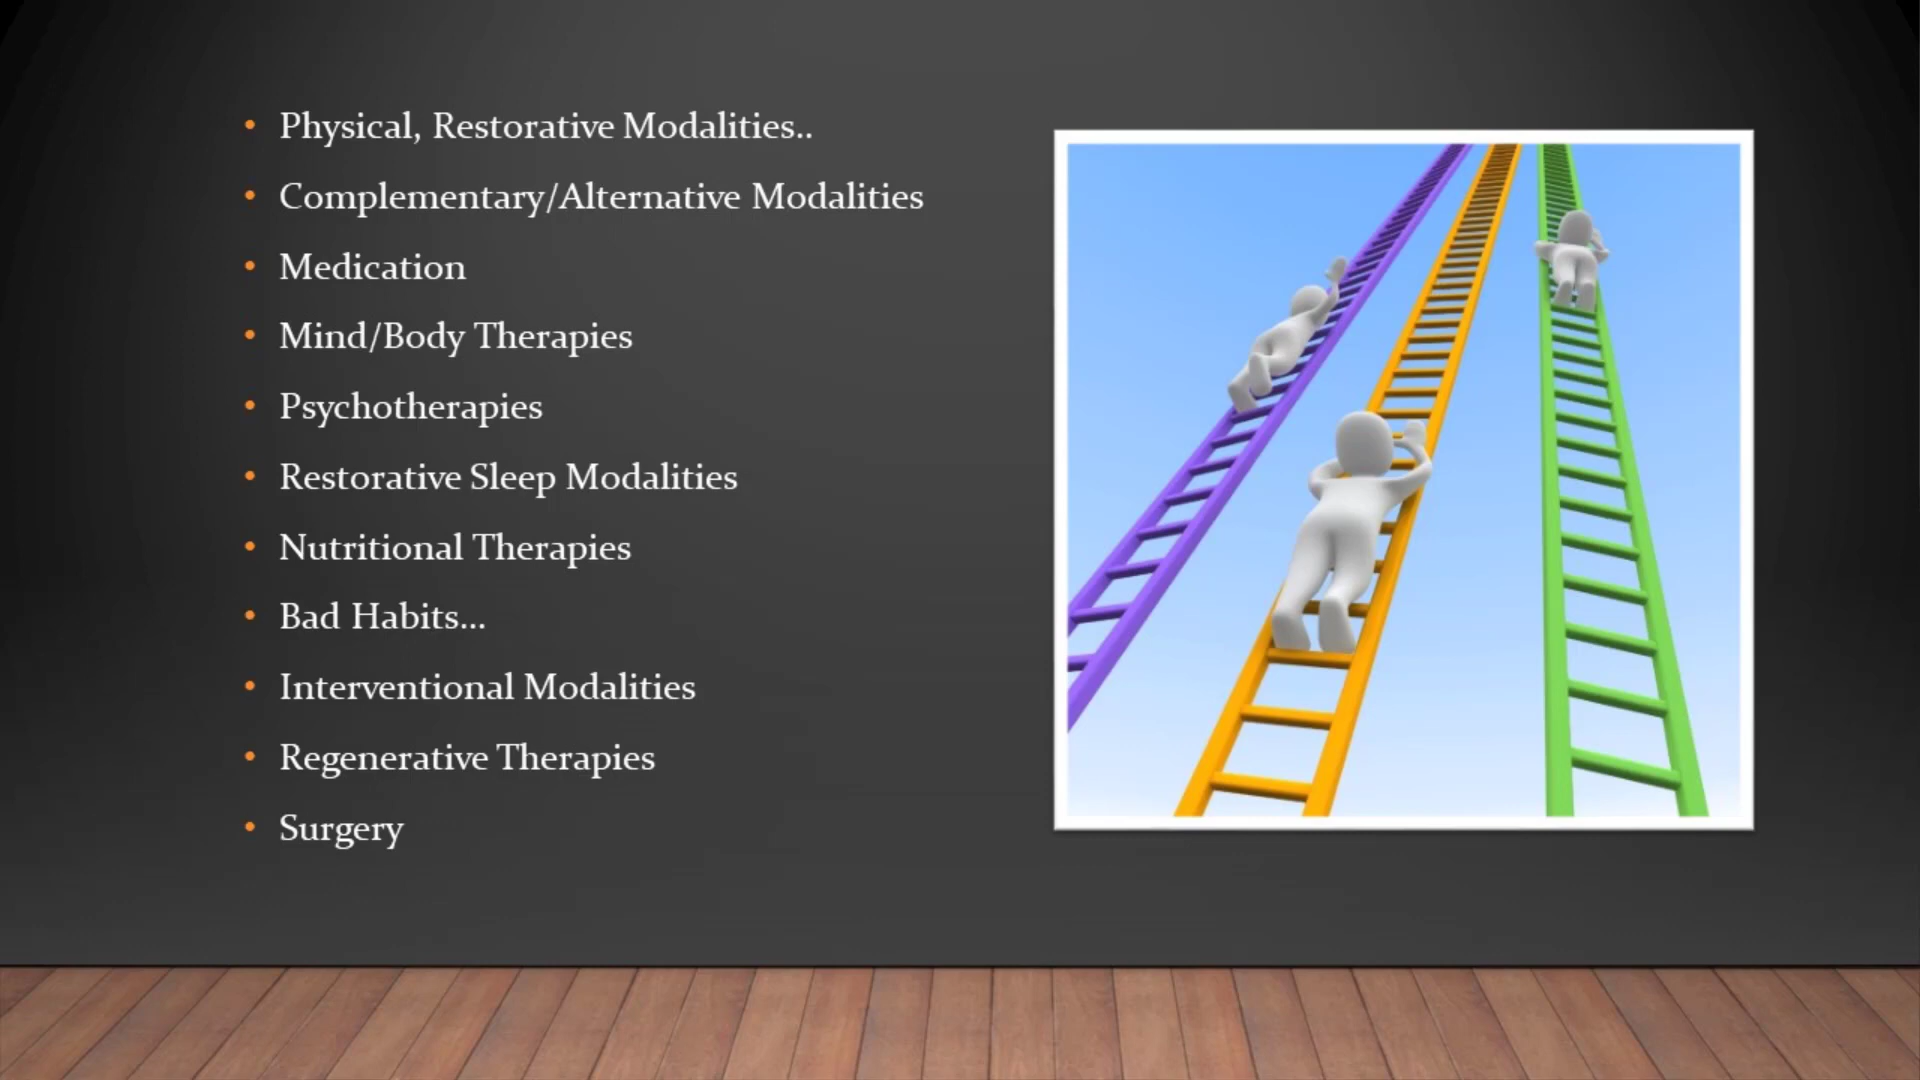 Physical, Restorative Modalities..
Complementary/Alternative Modalities
Medication
Mind/Body Therapies
Psychotherapies
Restorative Sleep Modalities
Nutritional Therapies
Bad Habits...
Interventional Modalities
Regenerative Therapies
Surgery